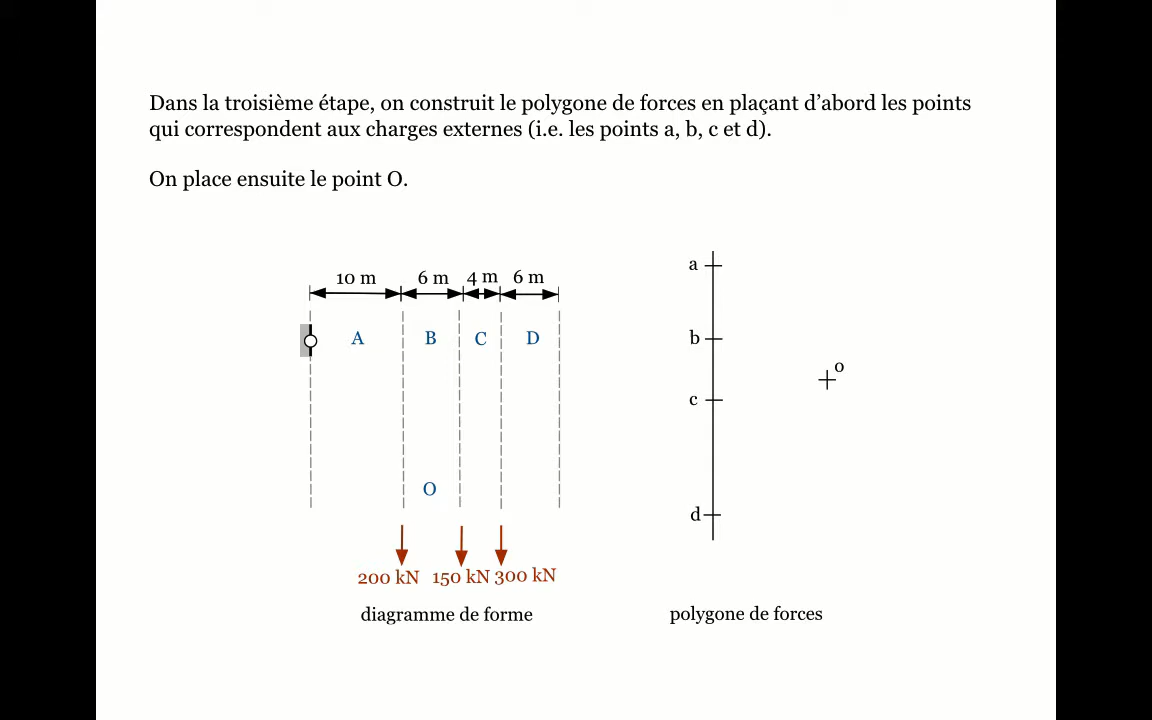 Dans la troisième étape, on construit le polygone de forces en plaçant d’abord les points
qui correspondent aux charges externes (i.e. les points a, b, c et d).
On place ensuite le point O.
10 m 6 m 4 m 6 m
A B C D
O
200 kN 150 kN 300 kN
diagramme de forme
a
b
o
c
d
polygone de forces